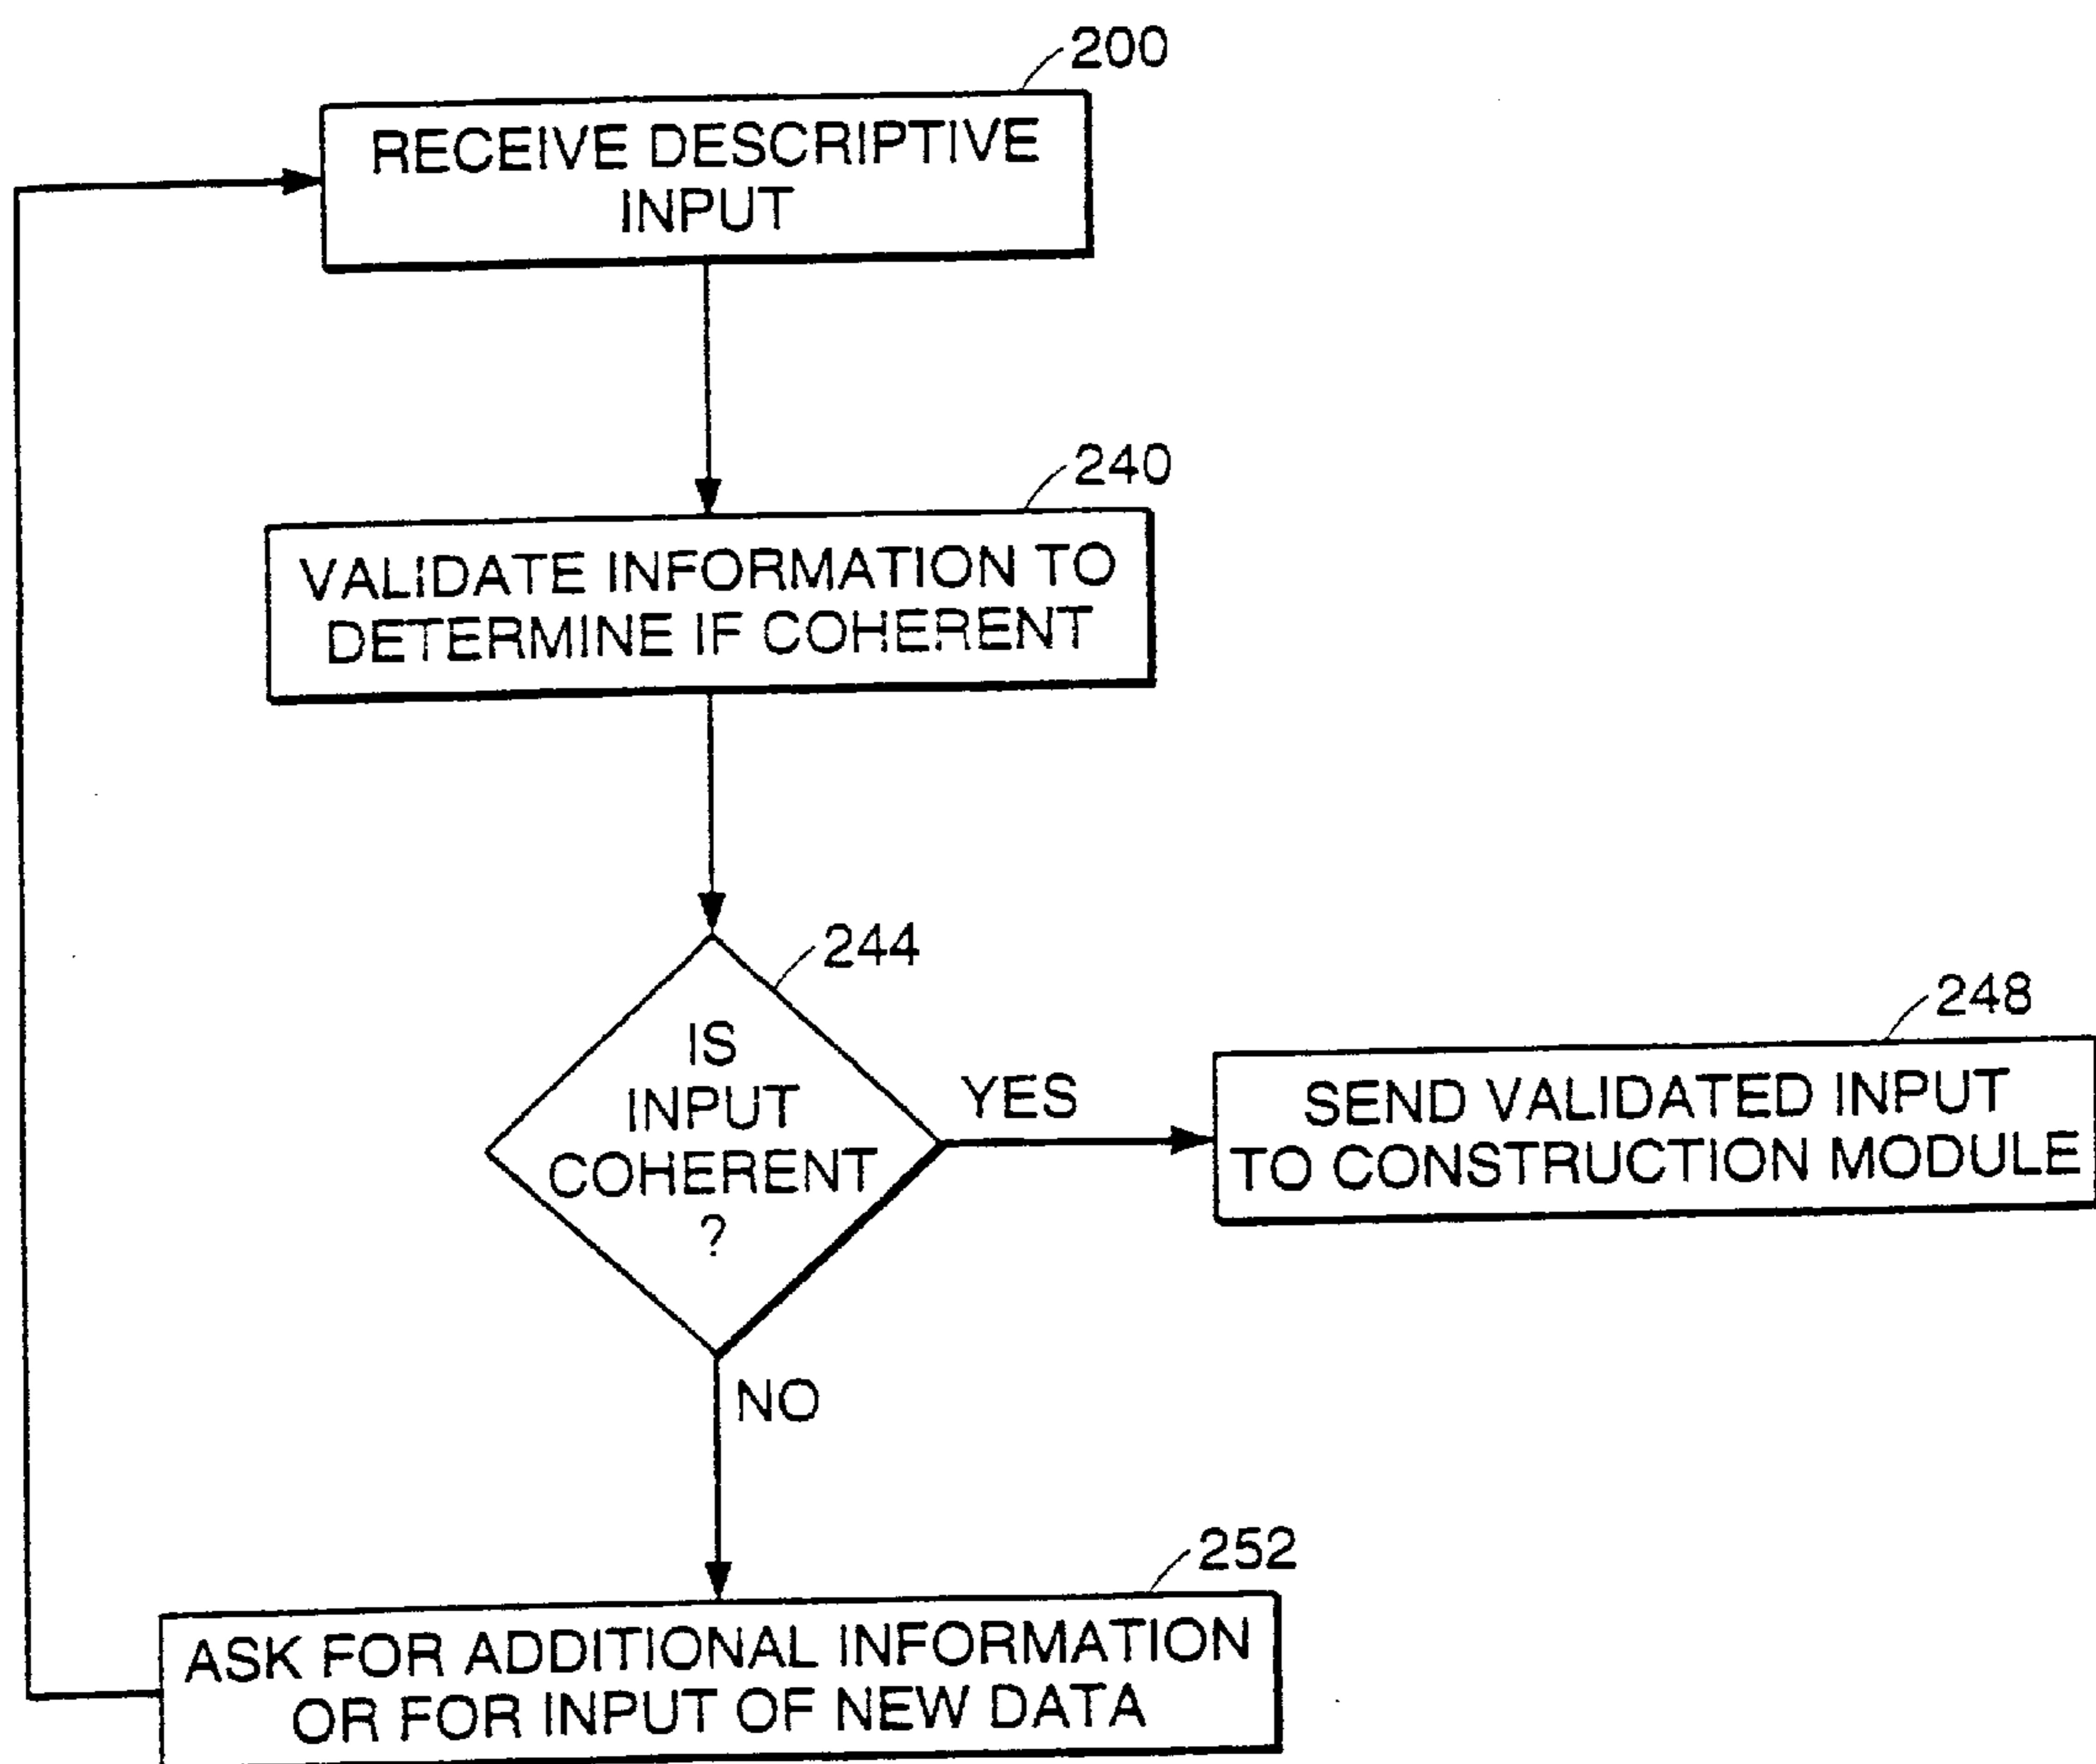 200
RECEIVE DESCRIPTIVE
INPUT
240
VALIDATE INFORMATION TO
DETERMINE IF COHERENT
244
IS
INPUT
COHERENT
?
YES
248
SEND VALIDATED INPUT
TO CONSTRUCTION MODULE
NO
252
ASK FOR ADDITIONAL INFORMATION
OR FOR INPUT OF NEW DATA